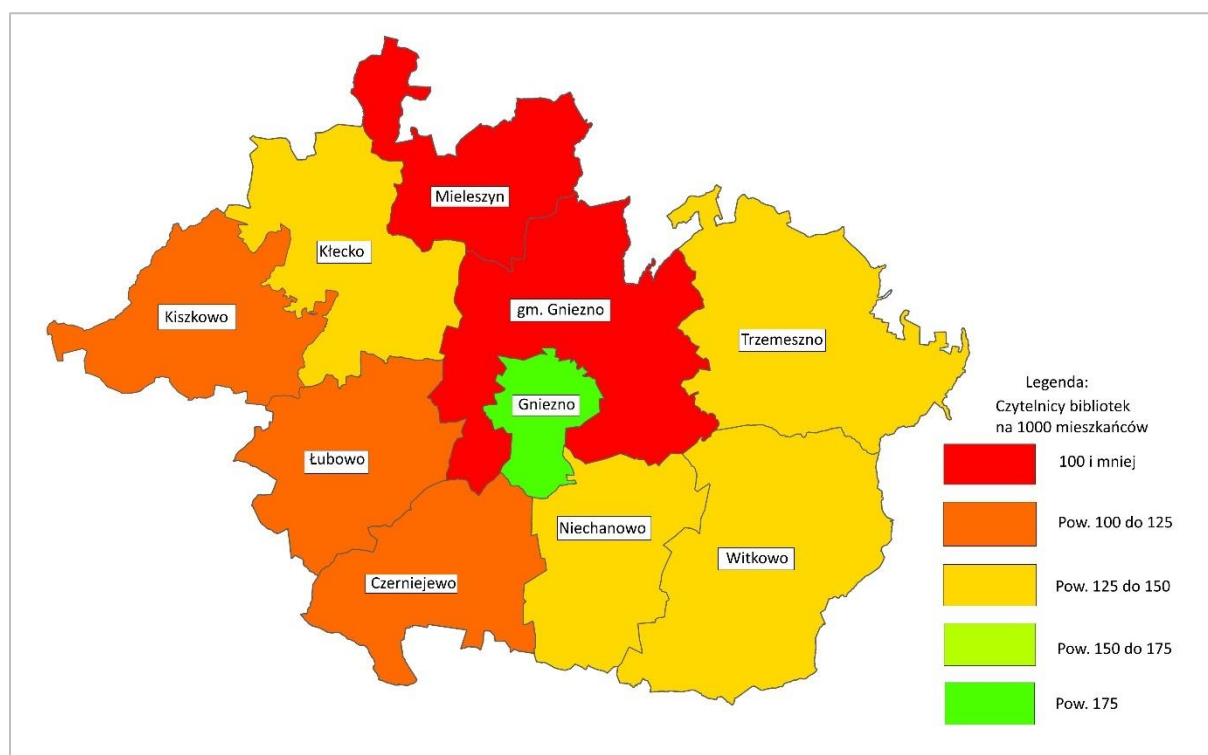 Mieleszyn
Kłecko
Kiszkowo
gm. Gniezno
Trzemeszno
Gniezno
Łubowo
Niechanowo
Witkowo
Czerniejewo
Legenda:
Czytelnicy bibliotek
na 1000 mieszkańców
100 i mniej
Pow. 100 do 125
Pow. 125 do 150
Pow. 150 do 175
Pow. 175